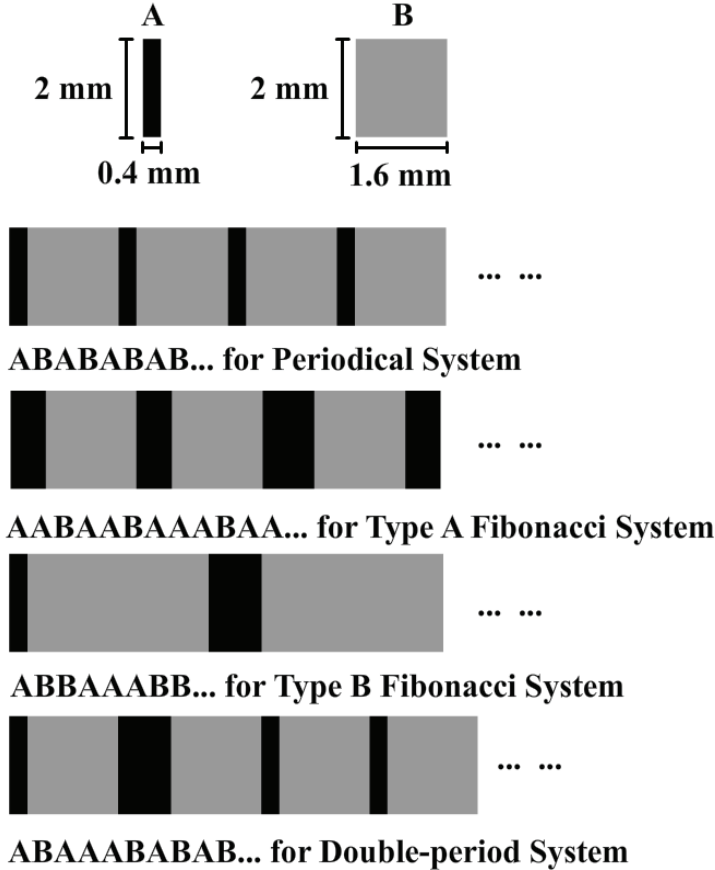 A B
2 mm 2 mm
0.4 mm 1.6 mm
... ...
ABABABAB... for Periodical System
... ...
AABAABAAABAA... for Type A Fibonacci System
... ...
ABBAAABB... for Type B Fibonacci System
... ...
ABAAABABAB... for Double-period System